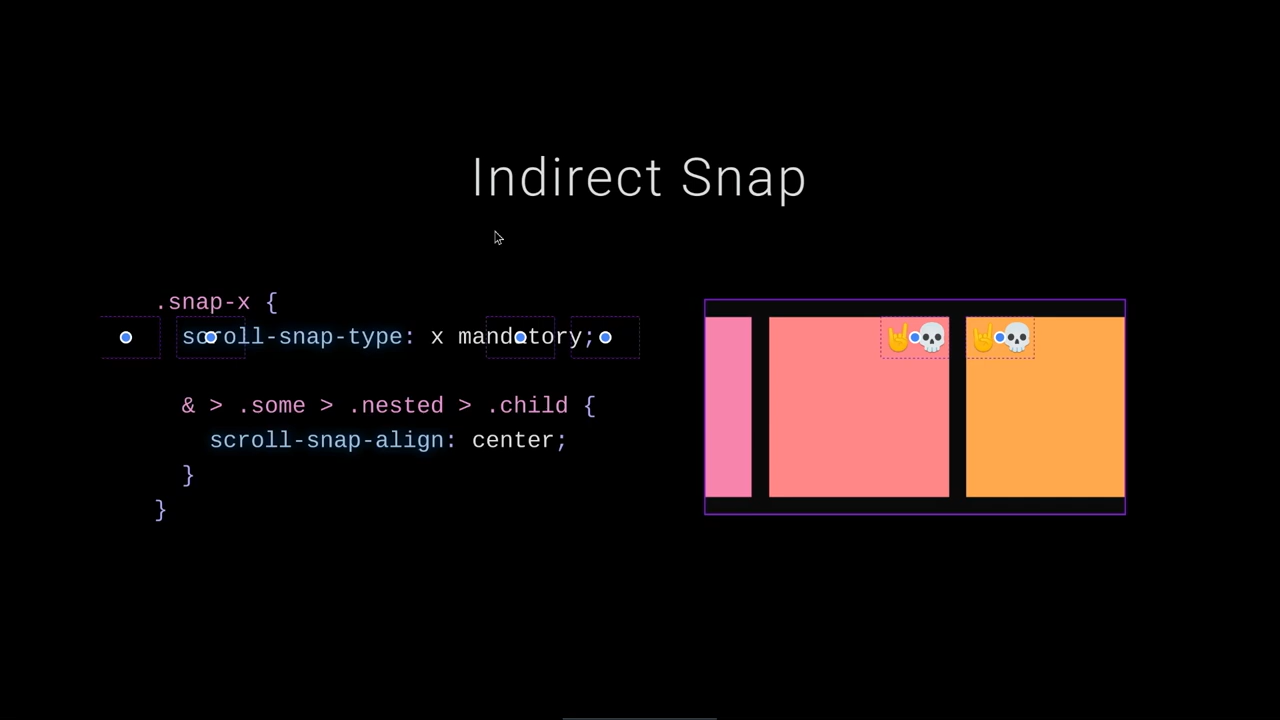 Indirect Snap
.snap-x {
scroll-snap-type: x mandatory;
& > .some > .nested > .child {
scroll-snap-align: center;
}
}
🤘💀 🤘💀